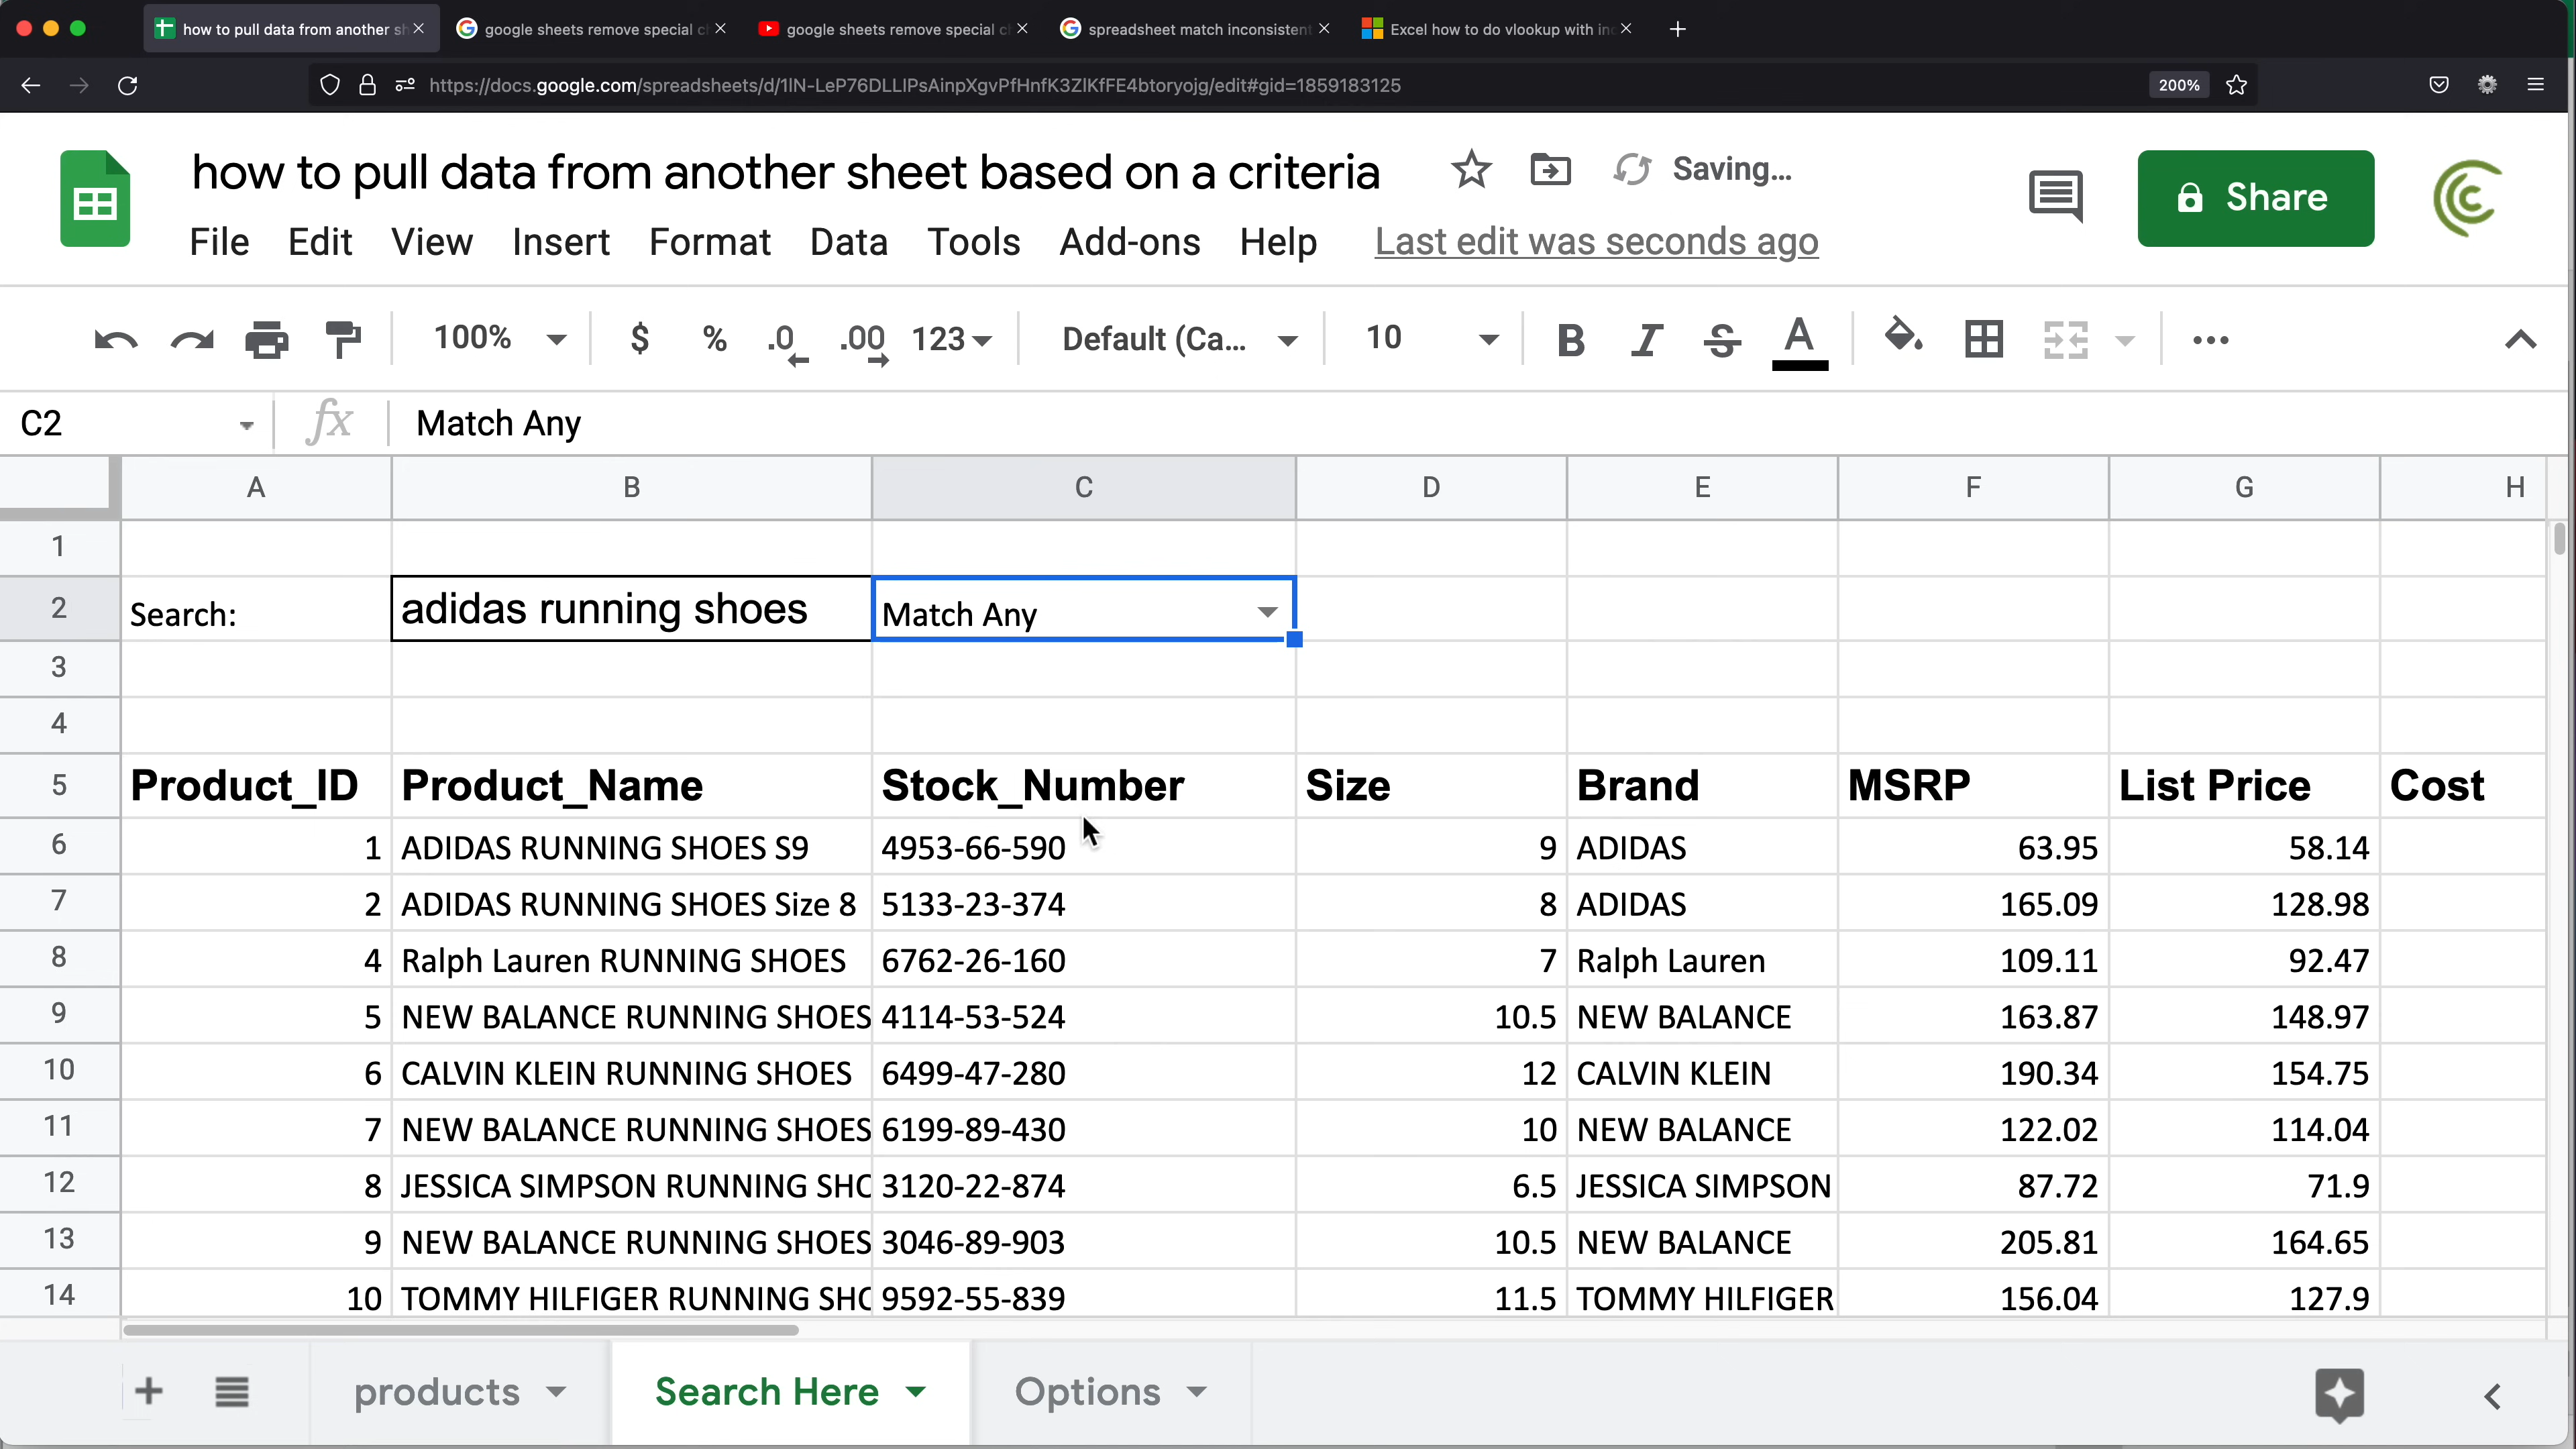 how to pull data from another sh
google sheets remove special c
google sheets remove special c
spreadsheet match inconsistent
Excel how to do vlookup with in
https://docs.google.com/spreadsheets/d/1lN-LeP76DLLlPsAinpXgvPfHnfK3ZlKfFE4btoryojg/edit#gid=1859183125
200%
how to pull data from another sheet based on a criteria
Saving...
Share
File Edit View Insert Format Data Tools Add-ons Help Last edit was seconds ago
100% $ % .0 .00 123 Default (Ca... 10 B I S A
C2 fx Match Any
A B C D E F G H
1
2 Search: adidas running shoes Match Any
3
4
5 Product_ID Product_Name Stock_Number Size Brand MSRP List Price Cost
6 1 ADIDAS RUNNING SHOES S9 4953-66-590 9 ADIDAS 63.95 58.14
7 2 ADIDAS RUNNING SHOES Size 8 5133-23-374 8 ADIDAS 165.09 128.98
8 4 Ralph Lauren RUNNING SHOES 6762-26-160 7 Ralph Lauren 109.11 92.47
9 5 NEW BALANCE RUNNING SHOES 4114-53-524 10.5 NEW BALANCE 163.87 148.97
10 6 CALVIN KLEIN RUNNING SHOES 6499-47-280 12 CALVIN KLEIN 190.34 154.75
11 7 NEW BALANCE RUNNING SHOES 6199-89-430 10 NEW BALANCE 122.02 114.04
12 8 JESSICA SIMPSON RUNNING SHO 3120-22-874 6.5 JESSICA SIMPSON 87.72 71.9
13 9 NEW BALANCE RUNNING SHOES 3046-89-903 10.5 NEW BALANCE 205.81 164.65
14 10 TOMMY HILFIGER RUNNING SHO 9592-55-839 11.5 TOMMY HILFIGER 156.04 127.9
products Search Here Options